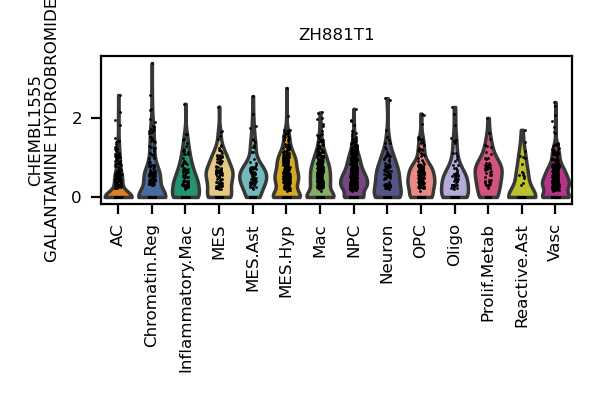 ZH881T1
CHEMBL1555
GALANTAMINE HYDROBROMIDE
2
0
AC
Chromatin.Reg
Inflammatory.Mac
MES
MES.Ast
MES.Hyp
Mac
NPC
Neuron
OPC
Oligo
Prolif.Metab
Reactive.Ast
Vasc